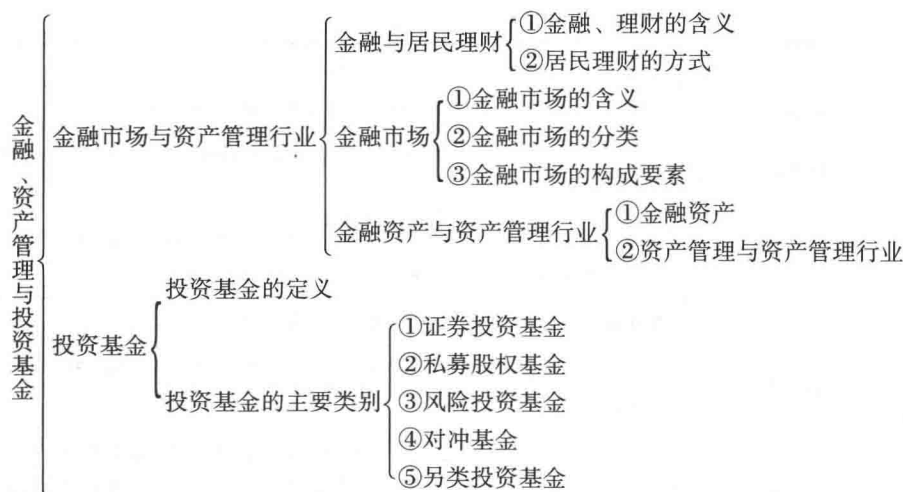 金融、资产管理与投资基金
金融市场与资产管理行业
金融与居民理财
①金融、理财的含义
②居民理财的方式
金融市场
①金融市场的含义
②金融市场的分类
③金融市场的构成要素
金融资产与资产管理行业
①金融资产
②资产管理与资产管理行业
投资基金
投资基金的定义
投资基金的主要类别
①证券投资基金
②私募股权基金
③风险投资基金
④对冲基金
⑤另类投资基金